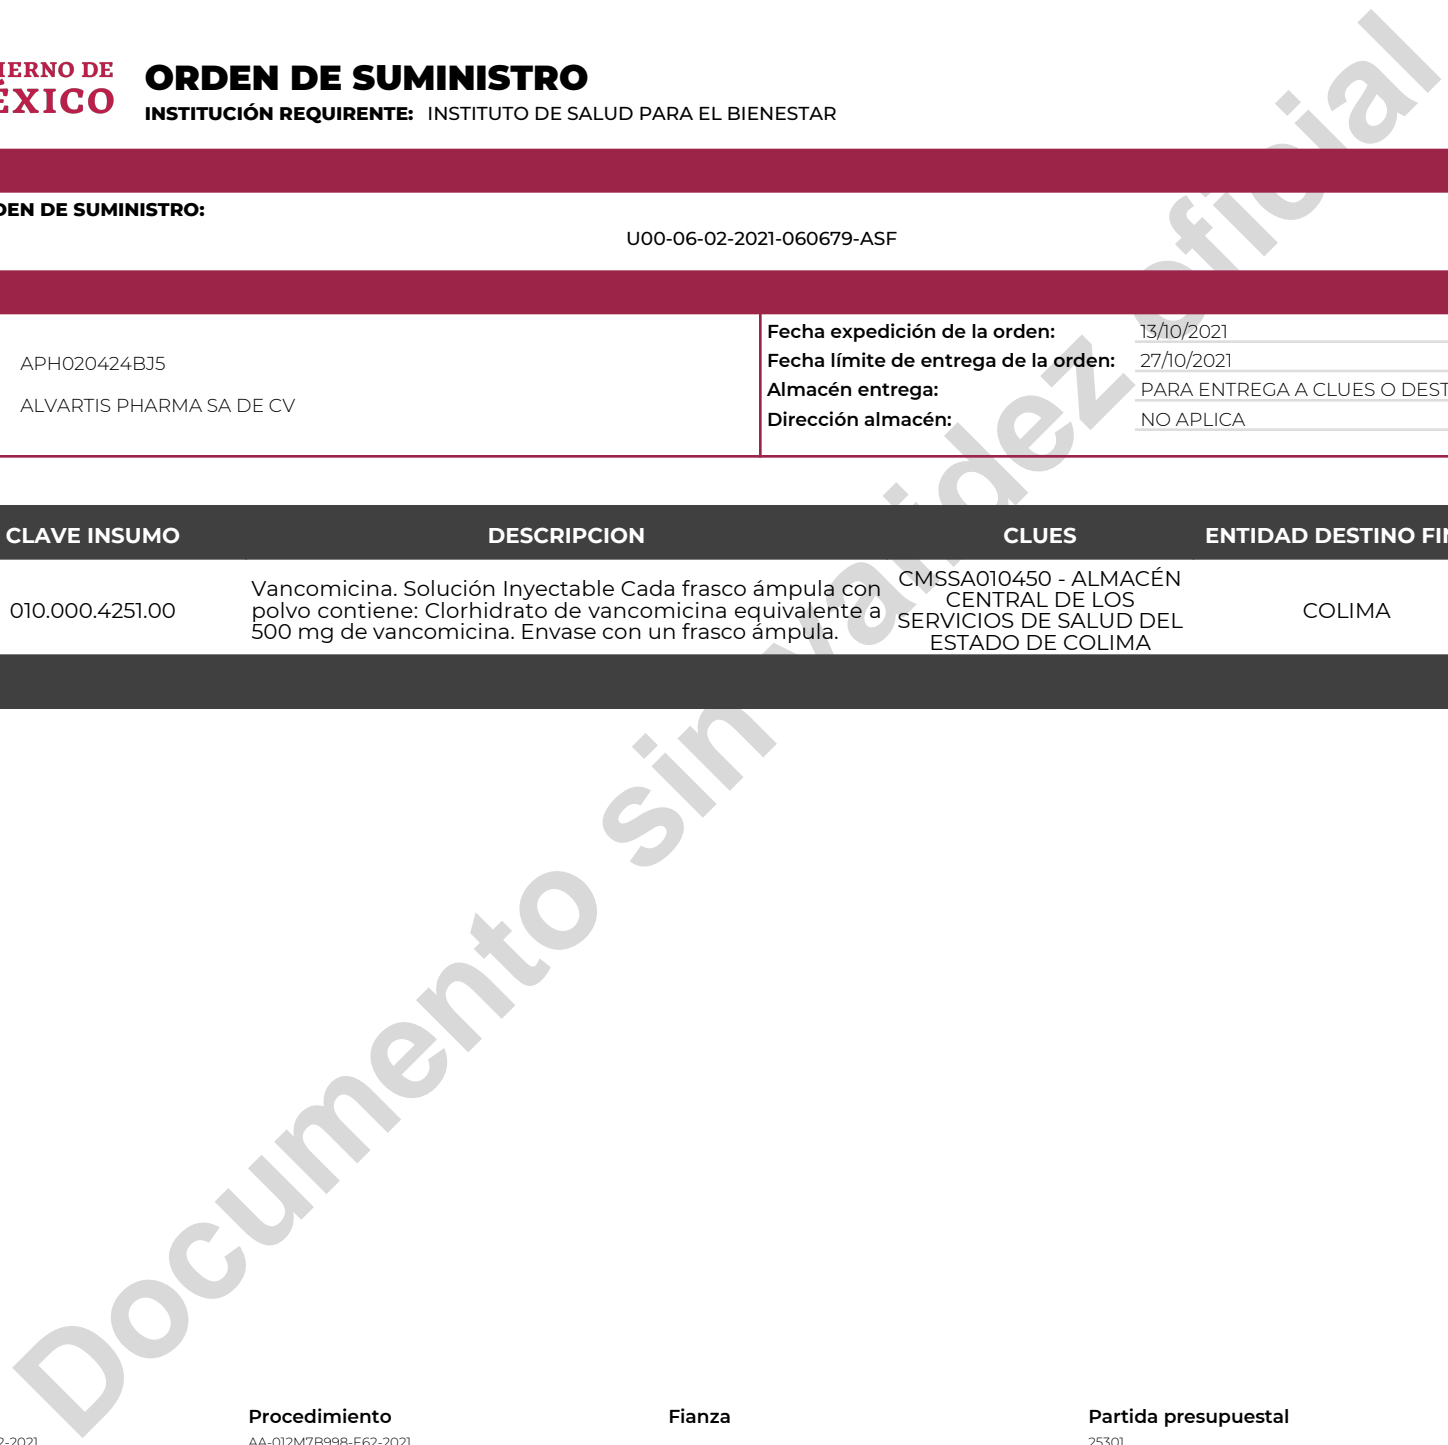 IERNO DE
ÉXICO
ORDEN DE SUMINISTRO
INSTITUCIÓN REQUIRENTE: INSTITUTO DE SALUD PARA EL BIENESTAR
DEN DE SUMINISTRO:
U00-06-02-2021-060679-ASF
APH020424BJ5
ALVARTIS PHARMA SA DE CV
Fecha expedición de la orden: 13/10/2021
Fecha límite de entrega de la orden: 27/10/2021
Almacén entrega: PARA ENTREGA A CLUES O DEST
Dirección almacén: NO APLICA
CLAVE INSUMO DESCRIPCION CLUES ENTIDAD DESTINO FIN
010.000.4251.00
Vancomicina. Solución Inyectable Cada frasco ámpula con
polvo contiene: Clorhidrato de vancomicina equivalente a
500 mg de vancomicina. Envase con un frasco ámpula.
CMSSA010450 - ALMACÉN
CENTRAL DE LOS
SERVICIOS DE SALUD DEL
ESTADO DE COLIMA
COLIMA
Documento sin validez oficial
Procedimiento Fianza Partida presupuestal
2-2021 AA-012M7B998-E62-2021 25301